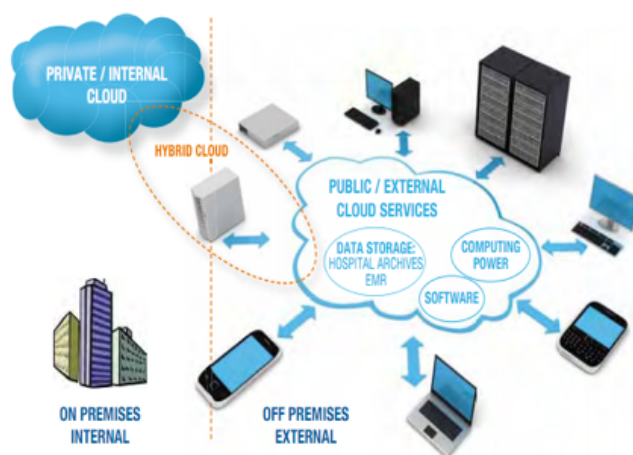 PRIVATE / INTERNAL
CLOUD
HYBRID CLOUD
PUBLIC / EXTERNAL
CLOUD SERVICES
DATA STORAGE:
HOSPITAL ARCHIVES
EMR
COMPUTING
POWER
SOFTWARE
ON PREMISES
INTERNAL
OFF PREMISES
EXTERNAL